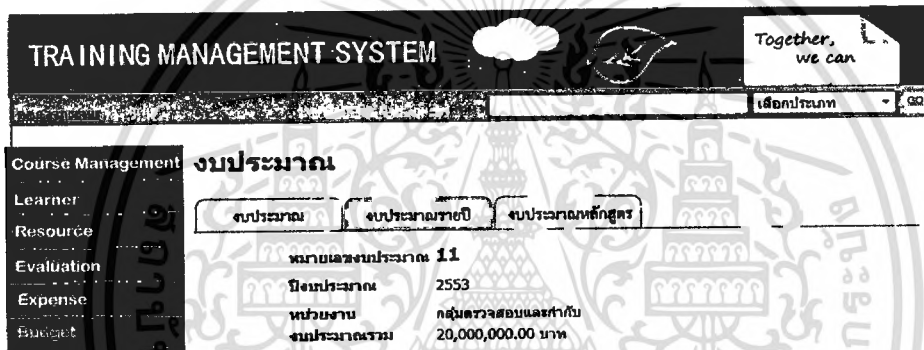 TRAINING MANAGEMENT SYSTEM
Together,
we can
เลือกประเภท
Course Management
งบประมาณ
Learner
งบประมาณ งบประมาณรายปี งบประมาณหลักสูตร
Resource
Evaluation
หมายเลขงบประมาณ 11
ปีงบประมาณ 2553
Expense
หน่วยงาน กลุ่มตรวจสอบและกำกับ
Budget
งบประมาณรวม 20,000,000.00 บาท